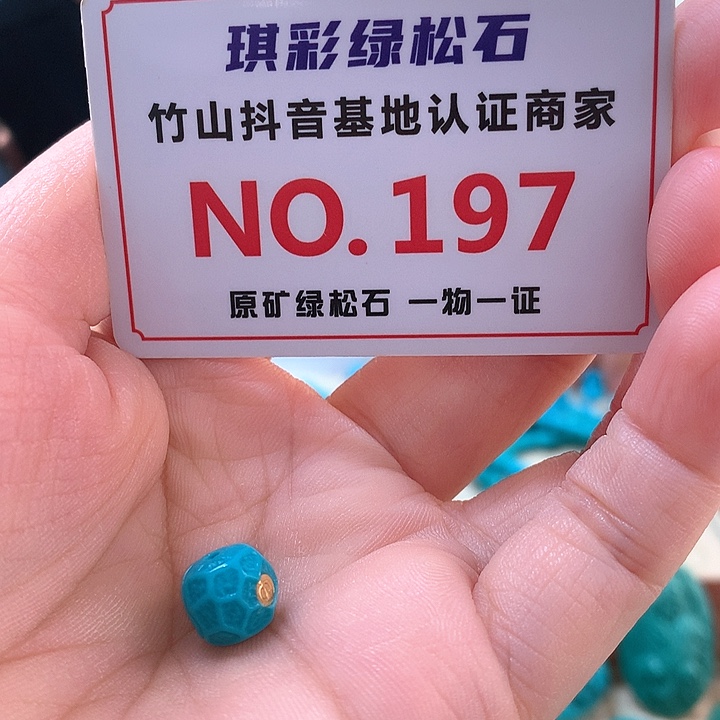 琪彩绿松石
竹山抖音基地认证商家
NO.197
原矿绿松石 一物一证